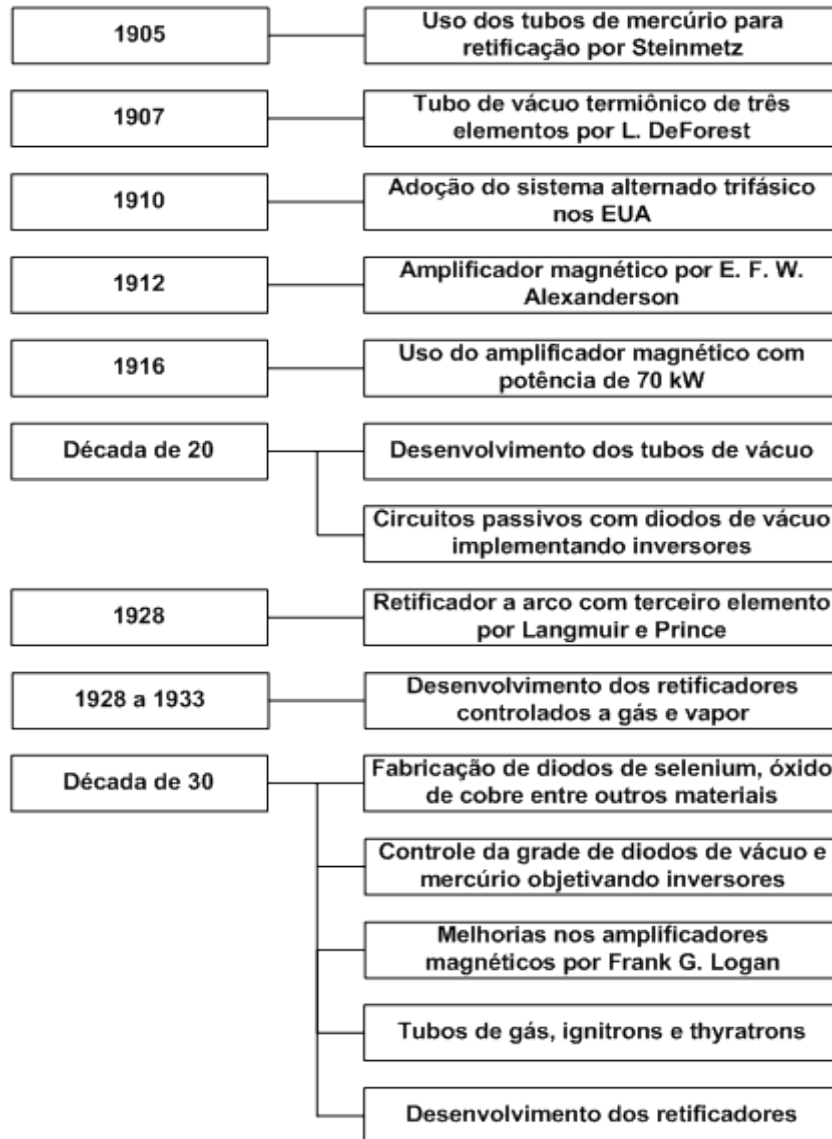 1905
Uso dos tubos de mercúrio para
retificação por Steinmetz
1907
Tubo de vácuo termiônico de três
elementos por L. DeForest
1910
Adoção do sistema alternado trifásico
nos EUA
1912
Amplificador magnético por E. F. W.
Alexanderson
1916
Uso do amplificador magnético com
potência de 70 kW
Década de 20
Desenvolvimento dos tubos de vácuo
Circuitos passivos com diodos de vácuo
implementando inversores
1928
Retificador a arco com terceiro elemento
por Langmuir e Prince
1928 a 1933
Desenvolvimento dos retificadores
controlados a gás e vapor
Década de 30
Fabricação de diodos de selenium, óxido
de cobre entre outros materiais
Controle da grade de diodos de vácuo e
mercúrio objetivando inversores
Melhorias nos amplificadores
magnéticos por Frank G. Logan
Tubos de gás, ignitrons e thyratrons
Desenvolvimento dos retificadores